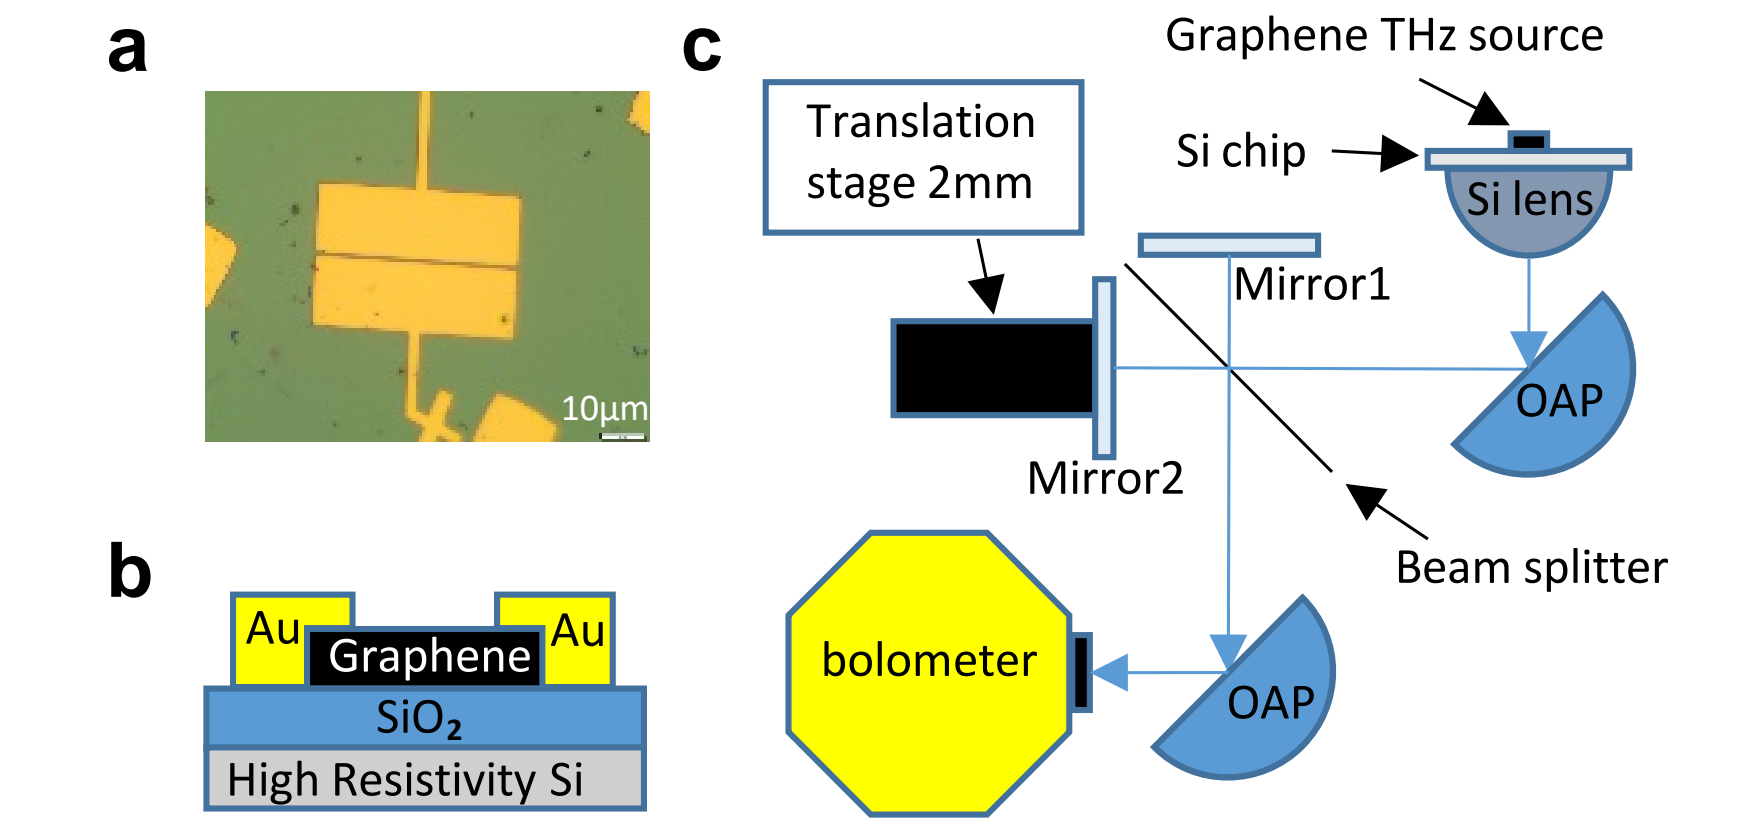 a
10µm
b
Au
Au
Graphene
SiO₂
High Resistivity Si
c
Graphene THz source
Translation
stage 2mm
Si chip
Si lens
Mirror1
OAP
Mirror2
Beam splitter
bolometer
OAP